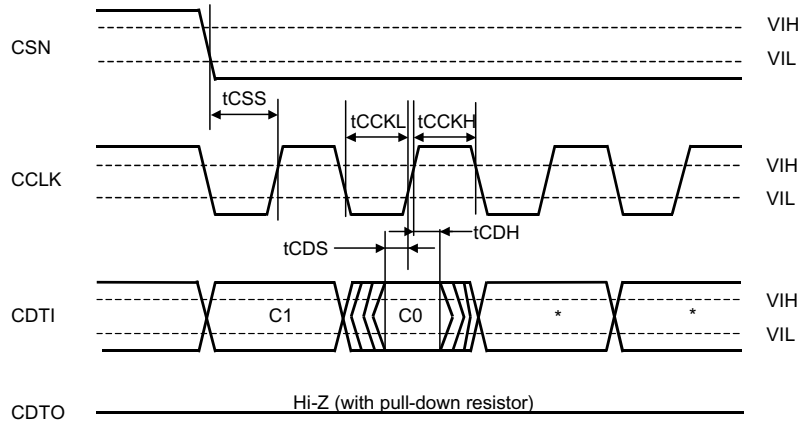 VIH
CSN
VIL
tCSS
tCCKL
tCCKH
CCLK
VIH
VIL
tCDS
tCDH
CDTI
C1
C0
*
*
VIH
VIL
CDTO
Hi-Z (with pull-down resistor)